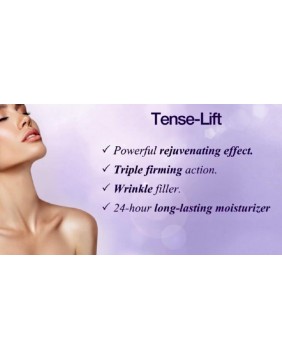 Tense-Lift
✓ Powerful rejuvenating effect.
✓ Triple firming action.
✓ Wrinkle filler.
✓ 24-hour long-lasting moisturizer